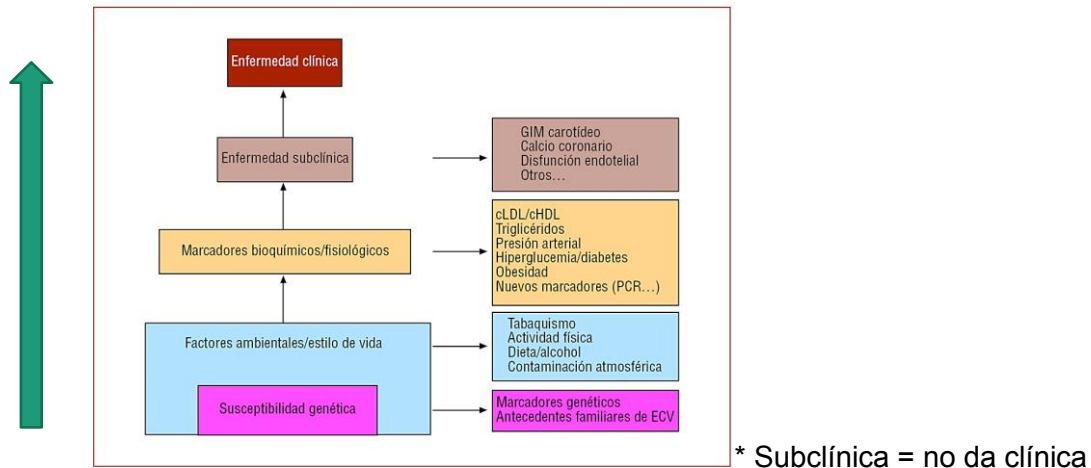 Enfermedad clínica
Enfermedad subclínica
GIM carotídeo
Calcio coronario
Disfunción endotelial
Otros...
Marcadores bioquímicos/fisiológicos
cLDL/cHDL
Triglicéridos
Presión arterial
Hiperglucemia/diabetes
Obesidad
Nuevos marcadores (PCR...)
Factores ambientales/estilo de vida
Tabaquismo
Actividad física
Dieta/alcohol
Contaminación atmosférica
Susceptibilidad genética
Marcadores genéticos
Antecedentes familiares de ECV
* Subclínica = no da clínica